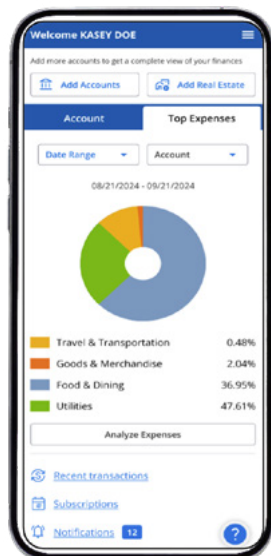 Welcome KASEY DOE
Add more accounts to get a complete view of your finances
Add Accounts
Add Real Estate
Account
Top Expenses
Date Range
Account
08/21/2024 - 09/21/2024
Travel & Transportation 0.48%
Goods & Merchandise 2.04%
Food & Dining 36.95%
Utilities 47.61%
Analyze Expenses
Recent transactions
Subscriptions
Notifications 12
?